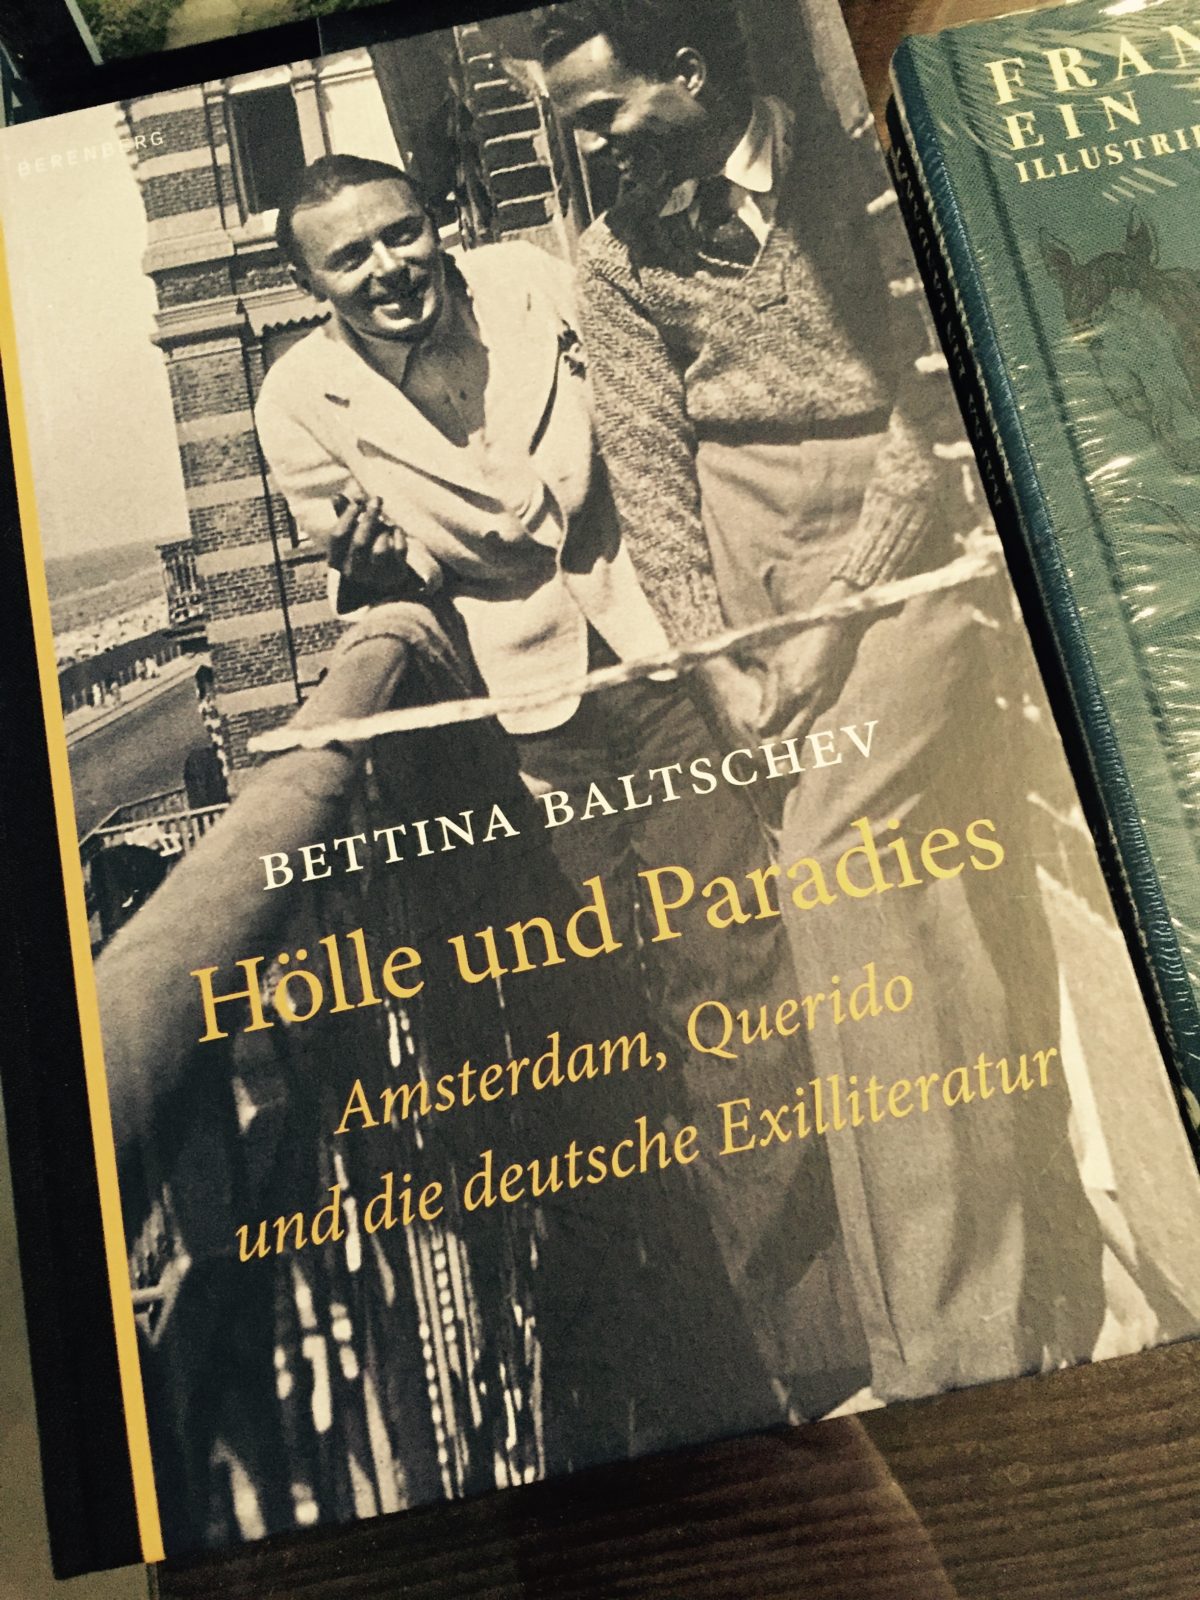 BERENBERG
BETTINA BALTSCHEV
Hölle und Paradies
Amsterdam, Querido
und die deutsche Exilliteratur
FRAN
EIN
ILLUSTRI